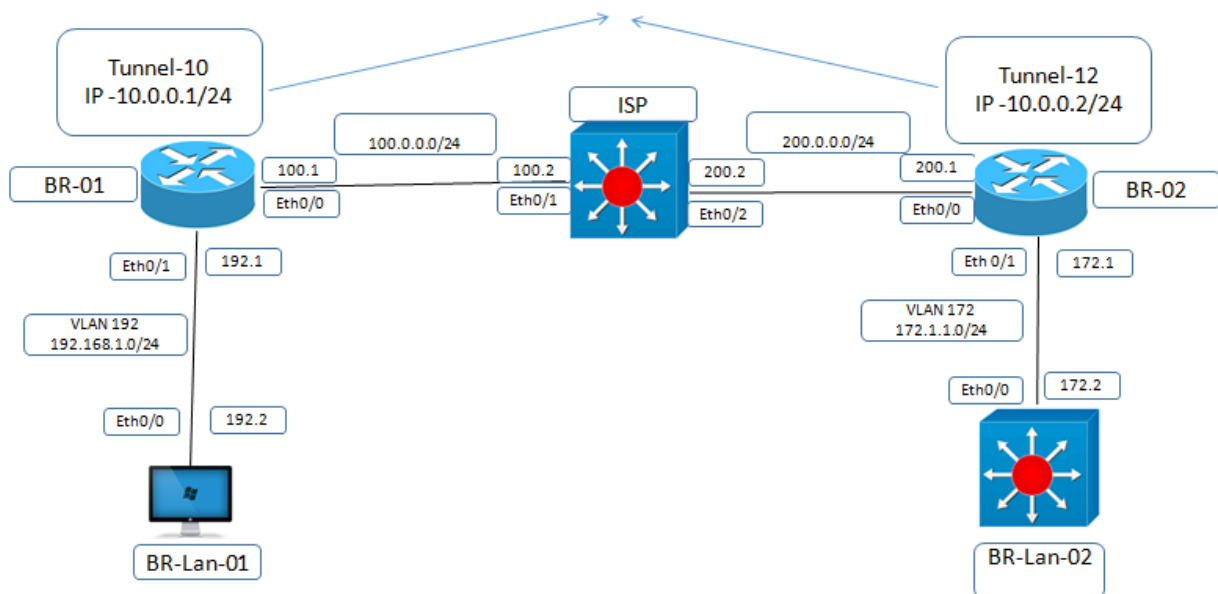 Tunnel-10
IP -10.0.0.1/24
Tunnel-12
IP -10.0.0.2/24
ISP
100.0.0.0/24
200.0.0.0/24
BR-01
100.1
Eth0/0
100.2
Eth0/1
200.2
Eth0/2
200.1
Eth0/0
BR-02
Eth0/1
192.1
Eth 0/1
172.1
VLAN 192
192.168.1.0/24
VLAN 172
172.1.1.0/24
Eth0/0
192.2
Eth0/0
172.2
BR-Lan-01
BR-Lan-02